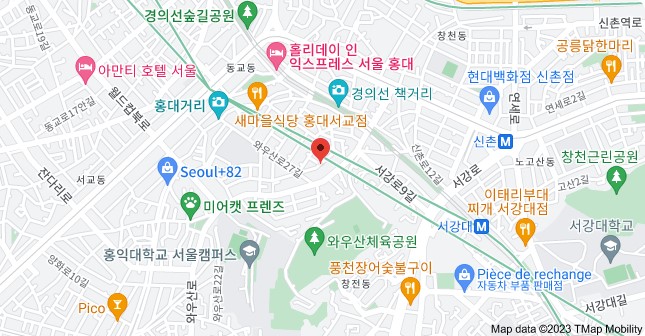 경의선숲길공원
신촌역로
창천동
홀리데이 인
익스프레스 서울 홍대
공릉닭한마리
아만티 호텔 서울
동교동
현대백화점 신촌점
동교로19길
경의선 책거리
월드컵북로
홍대거리
연세로
연세로2길
동교로17안길
새마을식당 홍대서교점
신촌 M
와우산로27길
신촌로12길
노고산동
창천근린공원
Seoul+82
서강로9길
서강로
고산2길
서교동
잔다리로
이태리부대
찌개 서강대점
미어캣 프렌즈
서강대 M
서강대학교
와우산체육공원
홍익대학교 서울캠퍼스
풍천장어숯불구이
양화로10길
창전동
Pièce de rechange
자동차 부품 판매점
와우산로
와우산로22길
Pico
서강대길
Map data ©2023 TMap Mobility